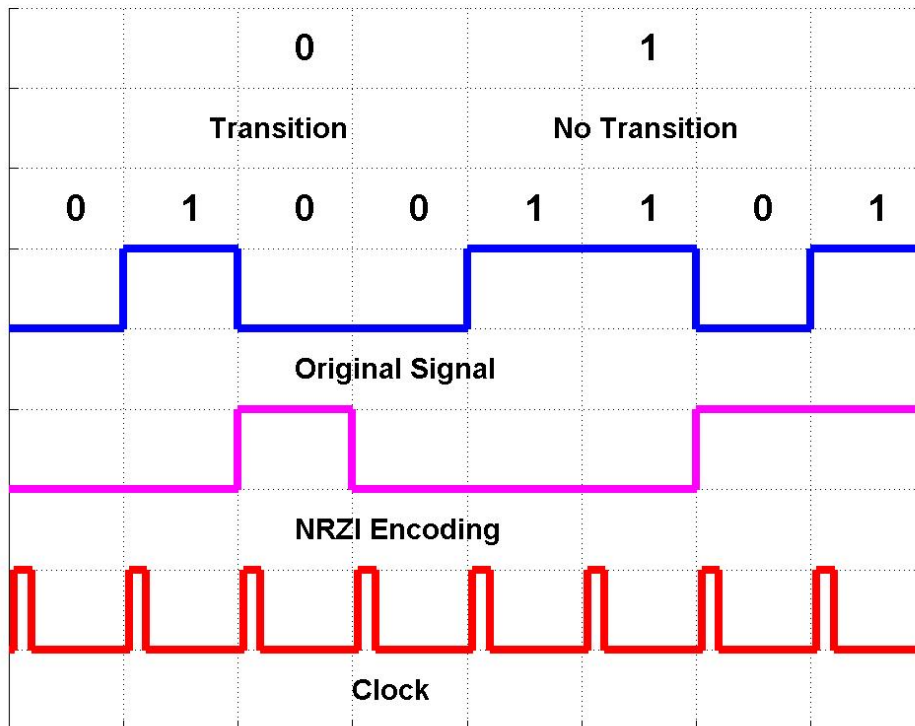 0 1
Transition No Transition
0 1 0 0 1 1 0 1
Original Signal
NRZI Encoding
Clock